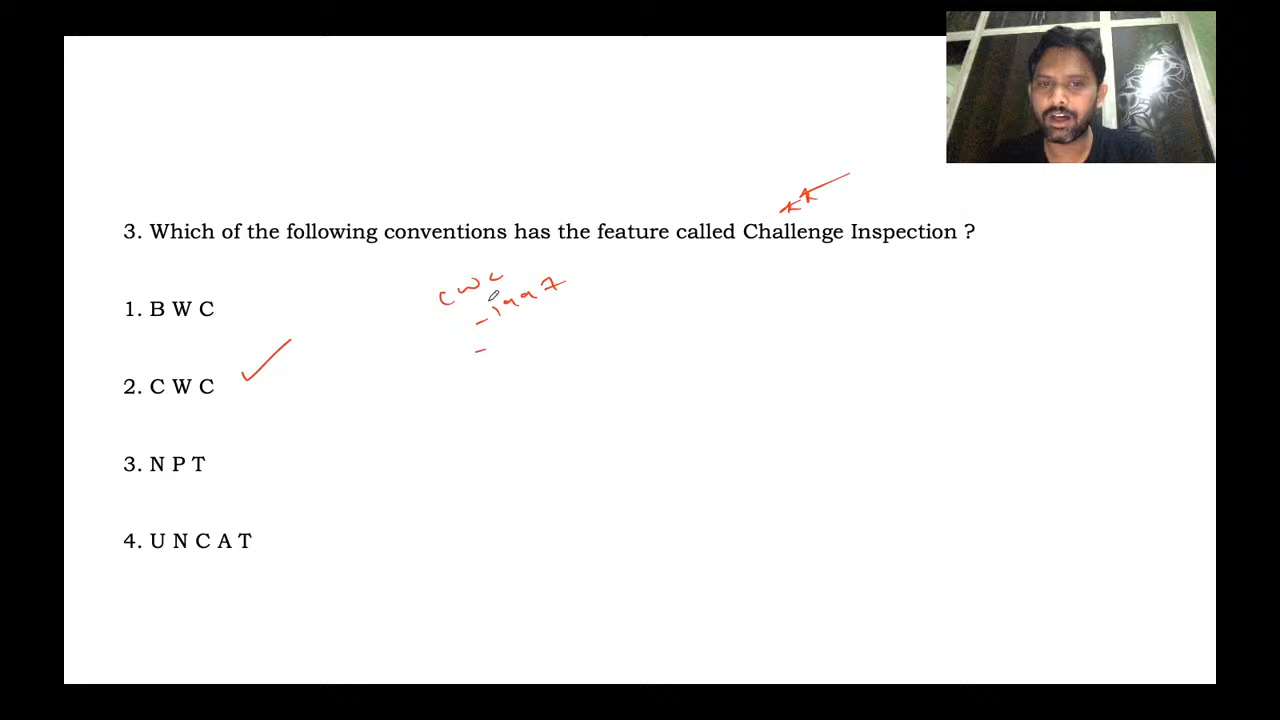 3. Which of the following conventions has the feature called Challenge Inspection ?
CWC
- 1997
-
1. B W C
2. C W C
3. N P T
4. U N C A T